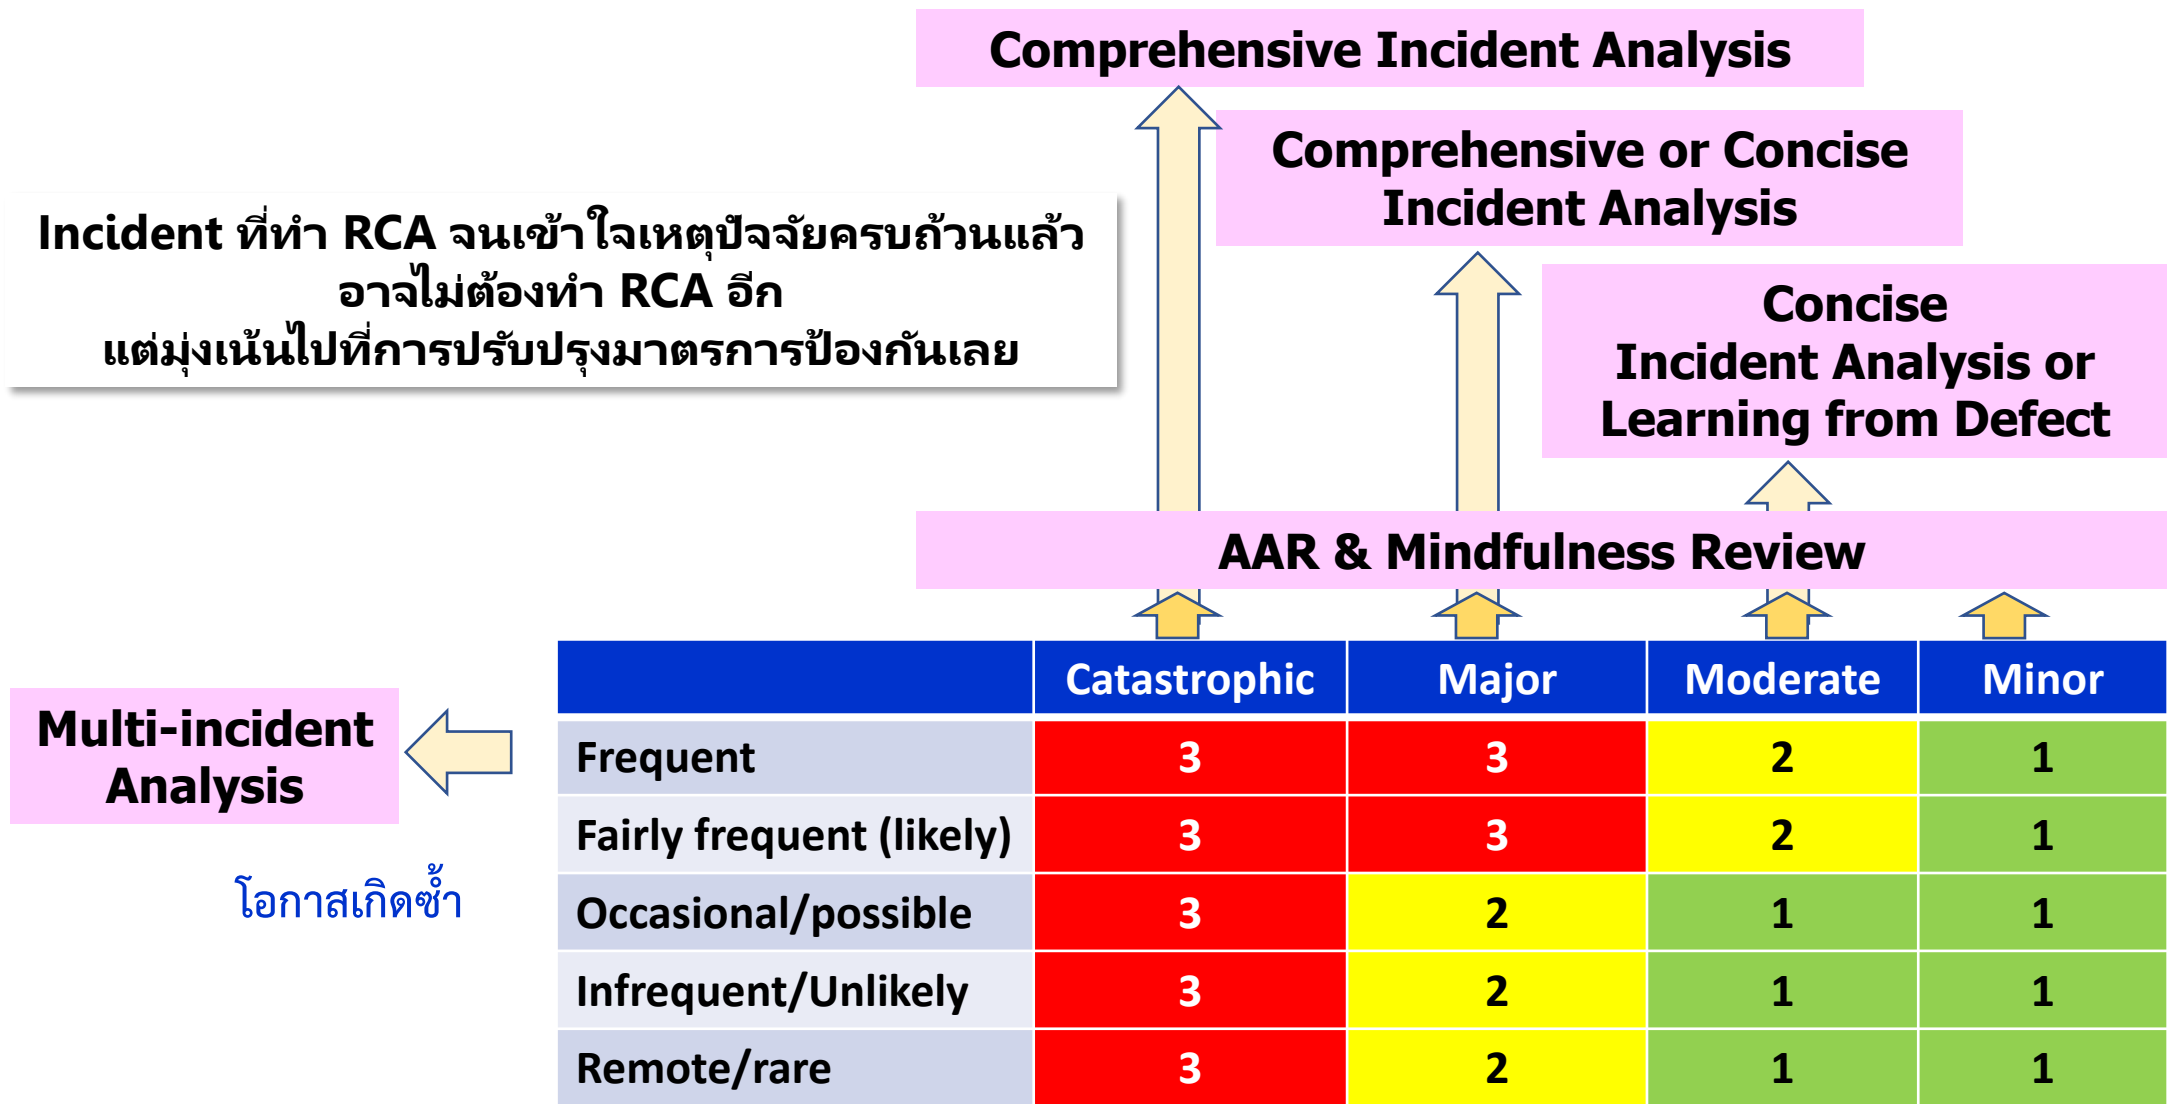 Comprehensive Incident Analysis
Comprehensive or Concise
Incident Analysis
Incident ที่ทำ RCA จนเข้าใจเหตุปัจจัยครบถ้วนแล้ว
อาจไม่ต้องทำ RCA อีก
แต่มุ่งเน้นไปที่การปรับปรุงมาตรการป้องกันเลย
Concise
Incident Analysis or
Learning from Defect
AAR & Mindfulness Review
Catastrophic Major Moderate Minor
Multi-incident
Analysis
Frequent 3 3 2 1
Fairly frequent (likely) 3 3 2 1
โอกาสเกิดซ้ำ
Occasional/possible 3 2 1 1
Infrequent/Unlikely 3 2 1 1
Remote/rare 3 2 1 1